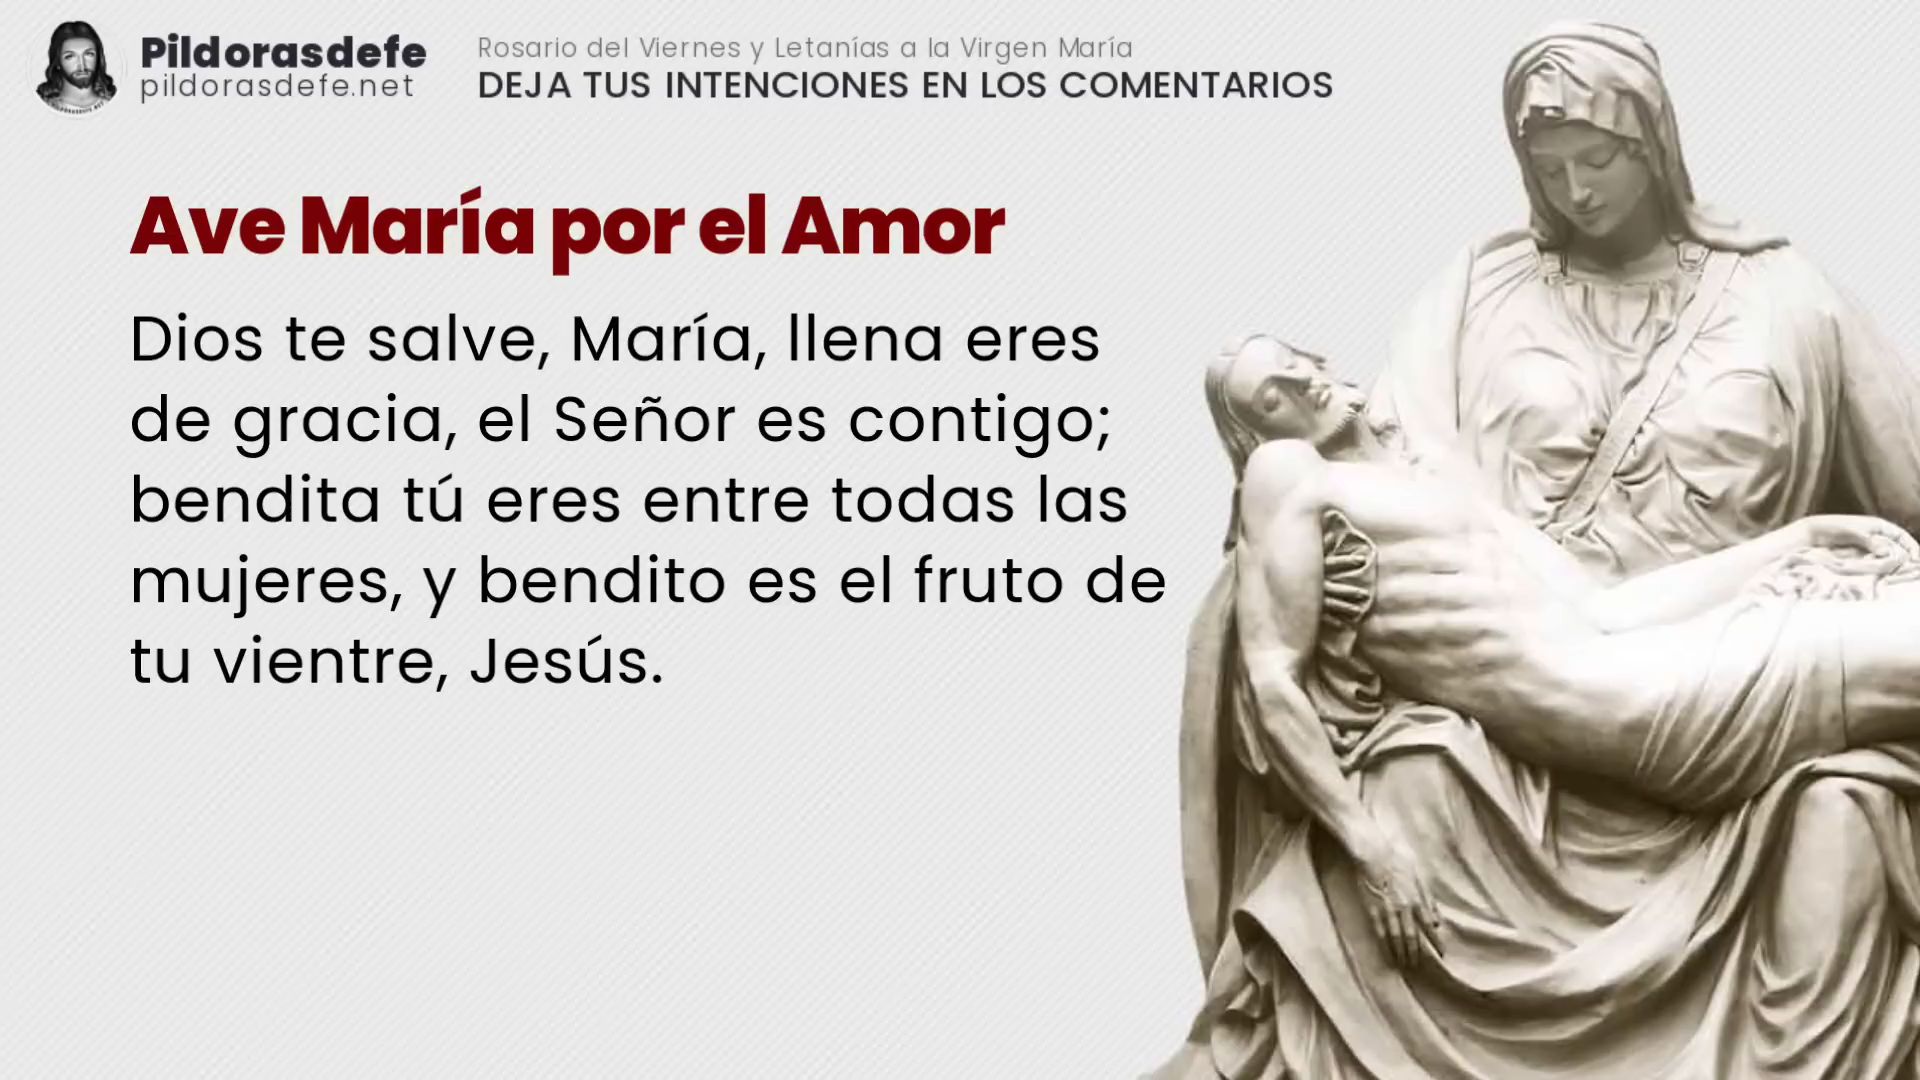 Pildorasdefe
pildorasdefe.net
Rosario del Viernes y Letanías a la Virgen María
DEJA TUS INTENCIONES EN LOS COMENTARIOS
Ave María por el Amor
Dios te salve, María, llena eres
de gracia, el Señor es contigo;
bendita tú eres entre todas las
mujeres, y bendito es el fruto de
tu vientre, Jesús.